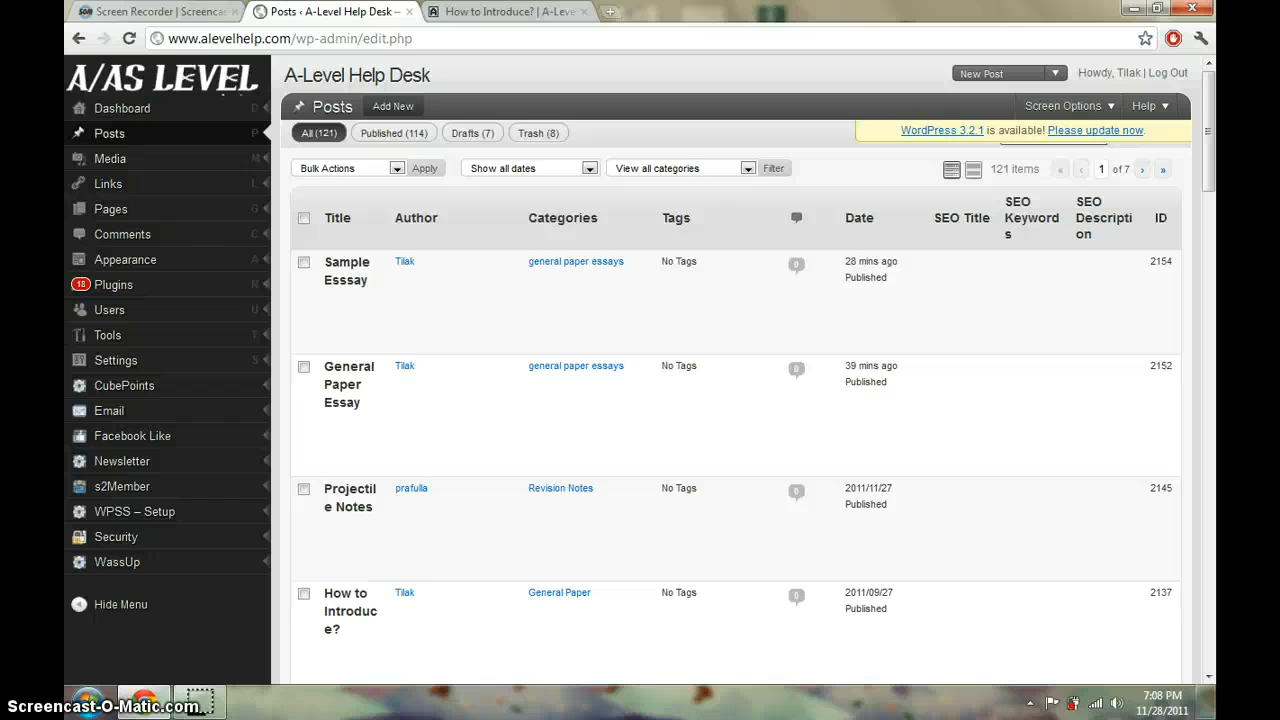 Screen Recorder | Screencas
Posts ‹ A-Level Help Desk —
How to Introduce? | A-Leve
www.alevelhelp.com/wp-admin/edit.php
A/AS LEVEL
A-Level Help Desk
New Post
Howdy, Tilak | Log Out
Dashboard D
Posts P
Media M
Links L
Pages G
Comments C
Appearance A
18 Plugins N
Users U
Tools T
Settings S
CubePoints
Email
Facebook Like
Newsletter
s2Member
WPSS – Setup
Security
WassUp
Hide Menu
Posts Add New
Screen Options Help
All (121) Published (114) Drafts (7) Trash (8)
WordPress 3.2.1 is available! Please update now.
Bulk Actions Apply Show all dates View all categories Filter 121 items « ‹ 1 of 7 › »
Title Author Categories Tags Date SEO Title SEO Keyword s SEO Descripti on ID
Sample Esssay Tilak general paper essays No Tags 0 28 mins ago Published 2154
General Paper Essay Tilak general paper essays No Tags 0 39 mins ago Published 2152
Projectil e Notes prafulla Revision Notes No Tags 0 2011/11/27 Published 2145
How to Introduc e? Tilak General Paper No Tags 0 2011/09/27 Published 2137
Screencast-O-Matic.com
7:08 PM
11/28/2011